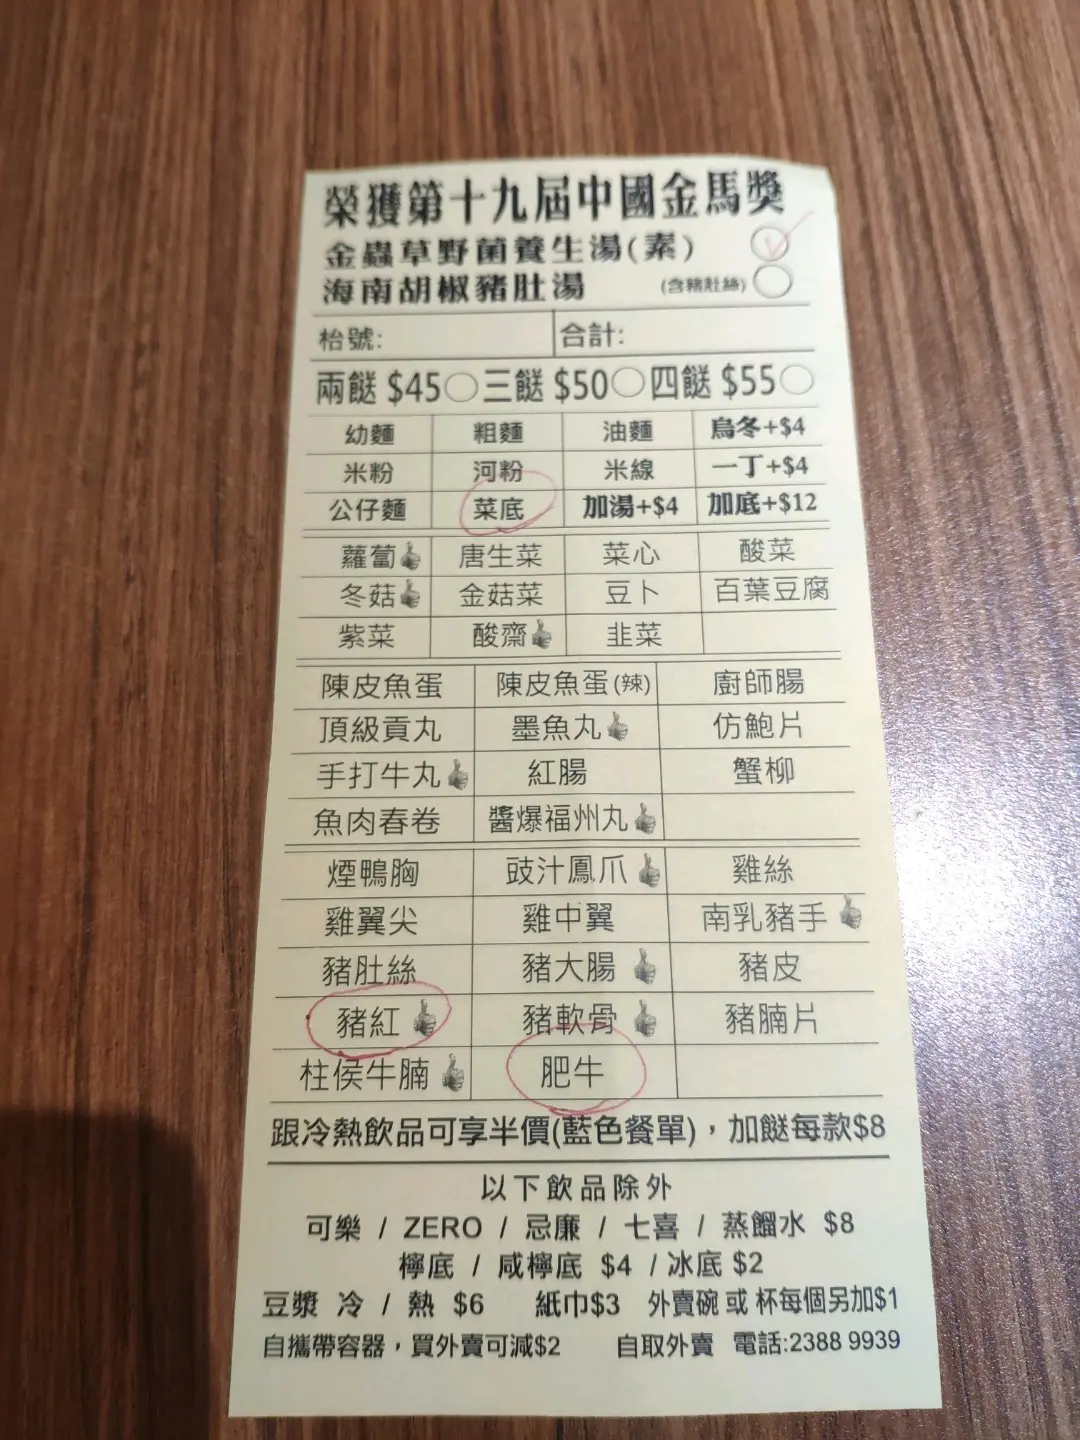 榮獲第十九屆中國金馬獎
金蟲草野菌養生湯(素)
海南胡椒豬肚湯 (含豬肚絲)
枱號: 合計:
兩餸 $45 三餸 $50 四餸 $55
幼麵 粗麵 油麵 烏冬+$4
米粉 河粉 米線 一丁+$4
公仔麵 菜底 加湯+$4 加底+$12
蘿蔔 唐生菜 菜心 酸菜
冬菇 金菇菜 豆卜 百葉豆腐
紫菜 酸齋 韭菜
陳皮魚蛋 陳皮魚蛋(辣) 廚師腸
頂級貢丸 墨魚丸 仿鮑片
手打牛丸 紅腸 蟹柳
魚肉春卷 醬爆福州丸
煙鴨胸 豉汁鳳爪 雞絲
雞翼尖 雞中翼 南乳豬手
豬肚絲 豬大腸 豬皮
豬紅 豬軟骨 豬腩片
柱侯牛腩 肥牛
跟冷熱飲品可享半價(藍色餐單)，加餸每款$8
以下飲品除外
可樂 / ZERO / 忌廉 / 七喜 / 蒸餾水 $8
檸底 / 咸檸底 $4 / 冰底 $2
豆漿 冷 / 熱 $6 紙巾$3 外賣碗 或 杯每個另加$1
自攜帶容器，買外賣可減$2 自取外賣 電話:2388 9939